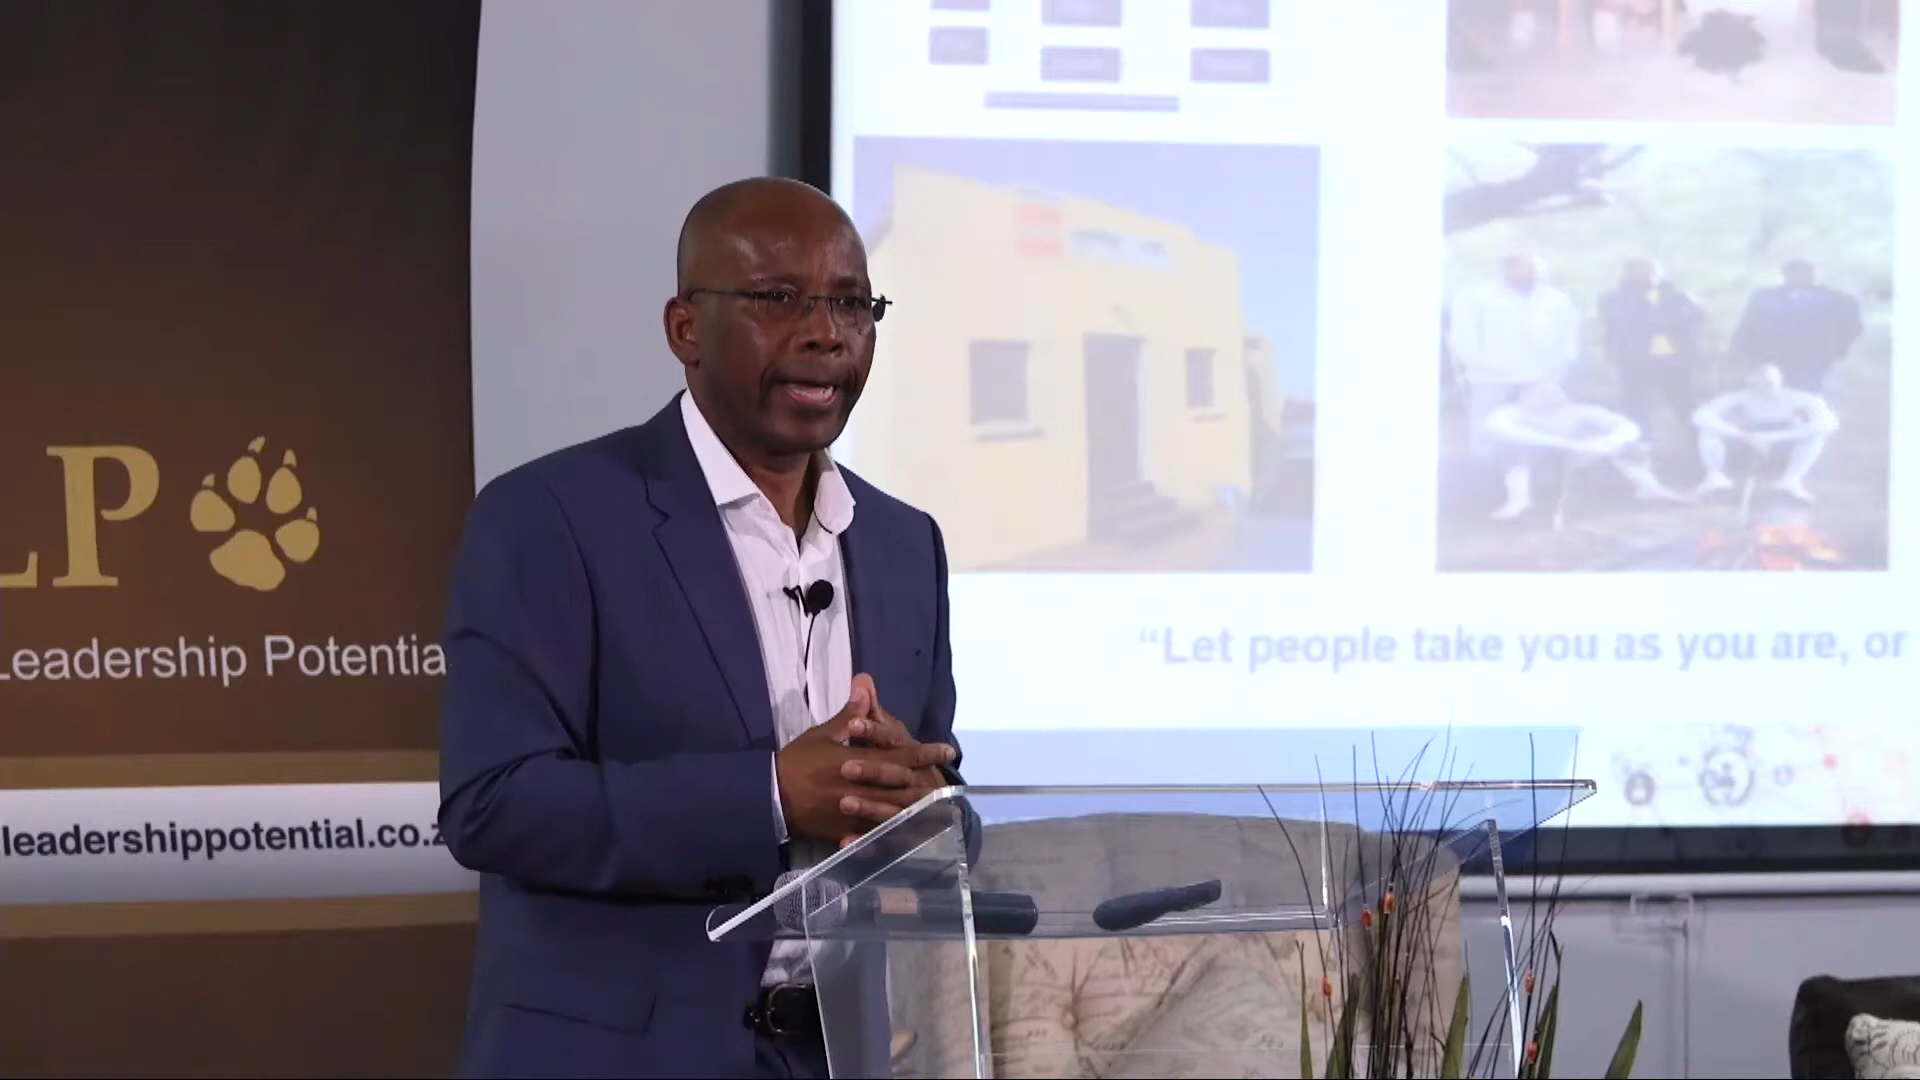 LP
Leadership Potentia
leadershippotential.co.z
“Let people take you as you are, or